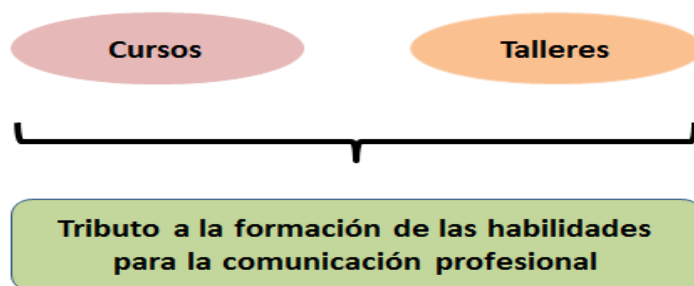 Cursos
Talleres
Tributo a la formación de las habilidades
para la comunicación profesional